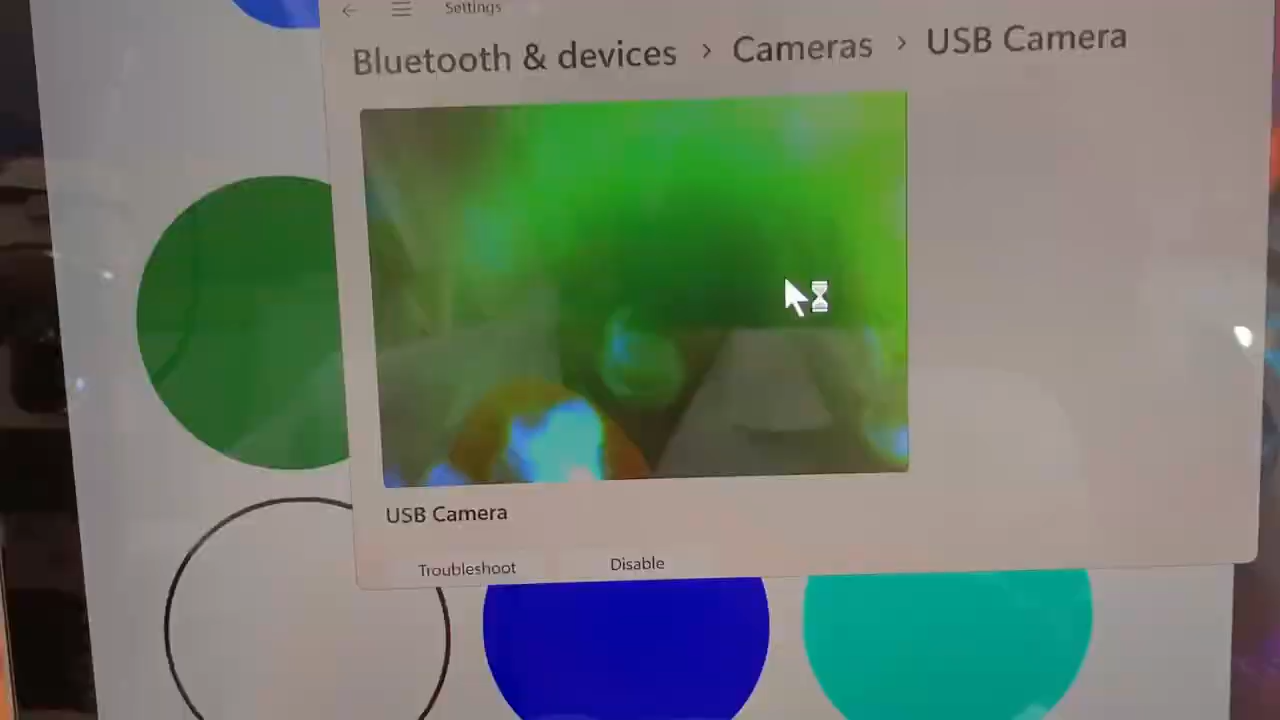 Settings
Bluetooth & devices > Cameras > USB Camera
USB Camera
Troubleshoot Disable